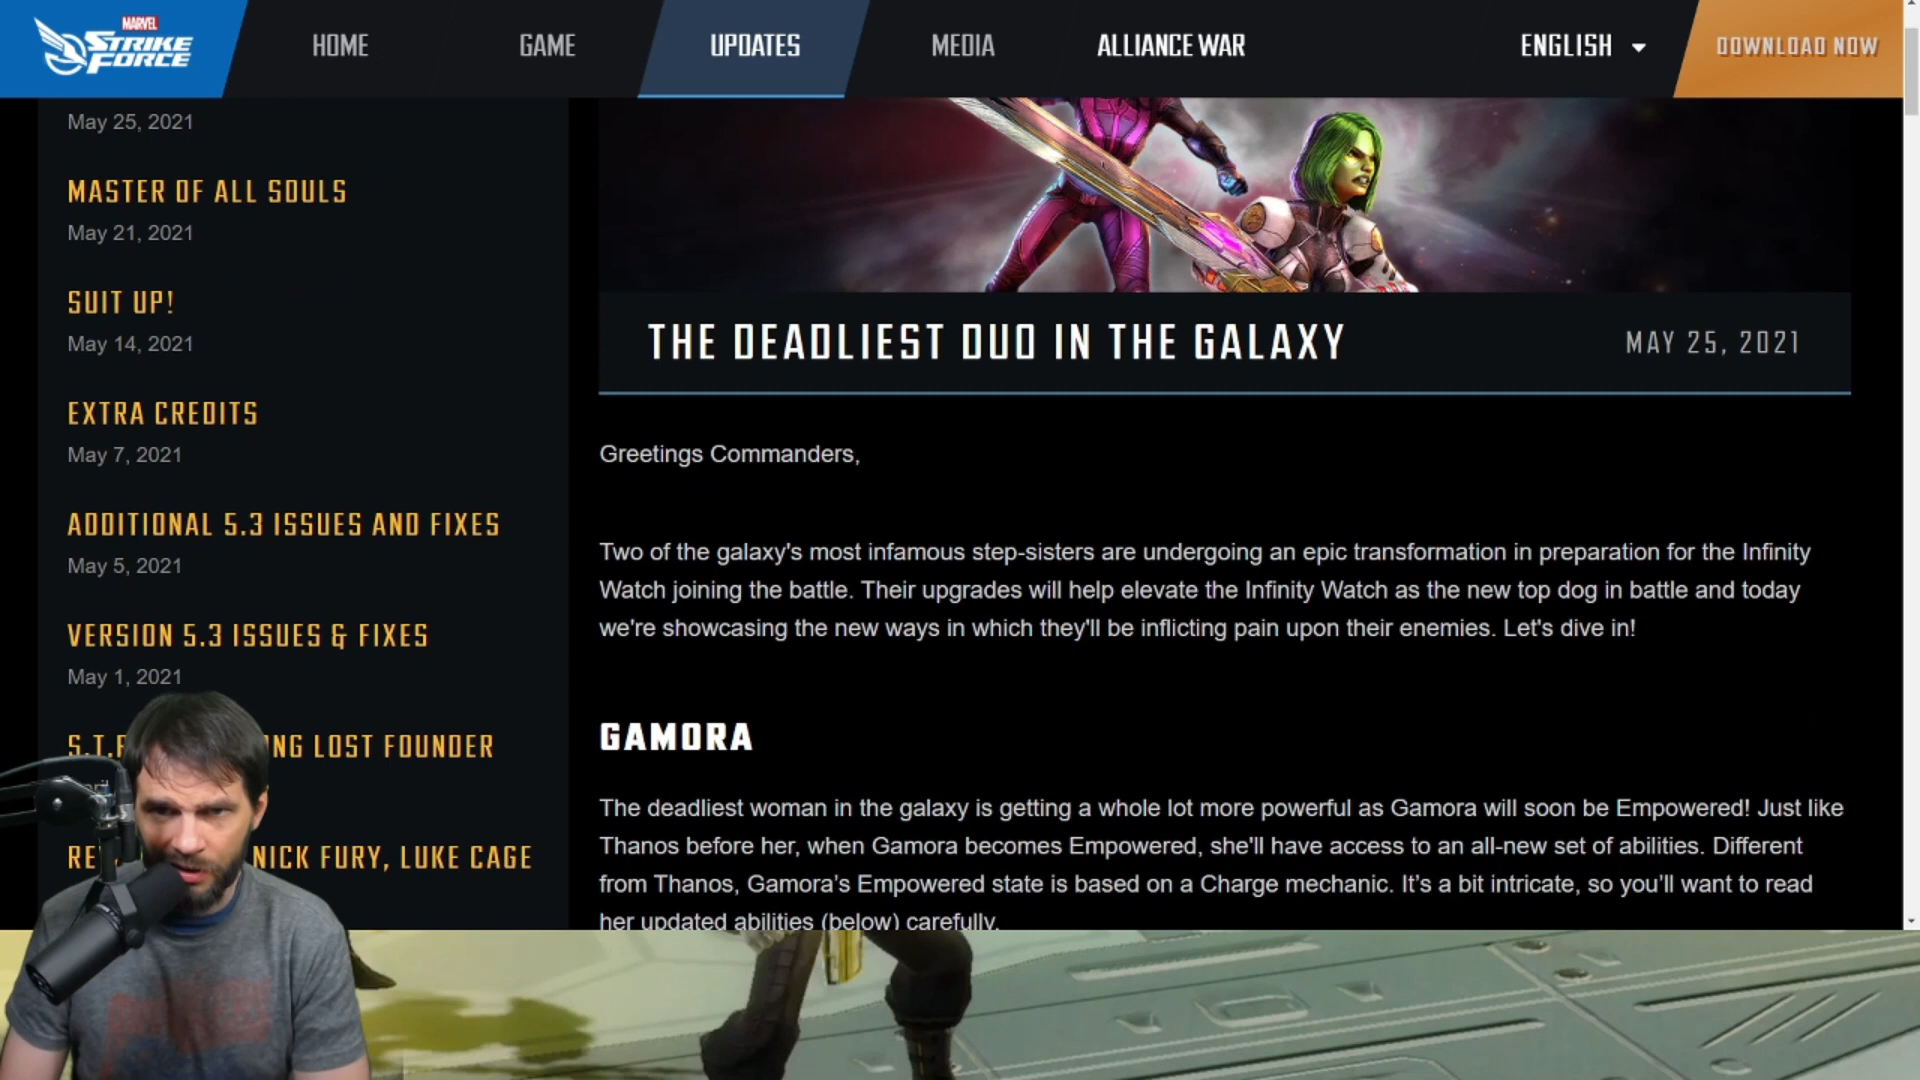 MARVEL
STRIKE
FORCE
HOME
GAME
UPDATES
MEDIA
ALLIANCE WAR
ENGLISH
DOWNLOAD NOW
May 25, 2021
MASTER OF ALL SOULS
May 21, 2021
SUIT UP!
May 14, 2021
EXTRA CREDITS
May 7, 2021
ADDITIONAL 5.3 ISSUES AND FIXES
May 5, 2021
VERSION 5.3 ISSUES & FIXES
May 1, 2021
LOST FOUNDER
NICK FURY, LUKE CAGE
THE DEADLIEST DUO IN THE GALAXY
MAY 25, 2021
Greetings Commanders,
Two of the galaxy's most infamous step-sisters are undergoing an epic transformation in preparation for the Infinity
Watch joining the battle. Their upgrades will help elevate the Infinity Watch as the new top dog in battle and today
we're showcasing the new ways in which they'll be inflicting pain upon their enemies. Let's dive in!
GAMORA
The deadliest woman in the galaxy is getting a whole lot more powerful as Gamora will soon be Empowered! Just like
Thanos before her, when Gamora becomes Empowered, she'll have access to an all-new set of abilities. Different
from Thanos, Gamora's Empowered state is based on a Charge mechanic. It's a bit intricate, so you'll want to read
her updated abilities (below) carefully.